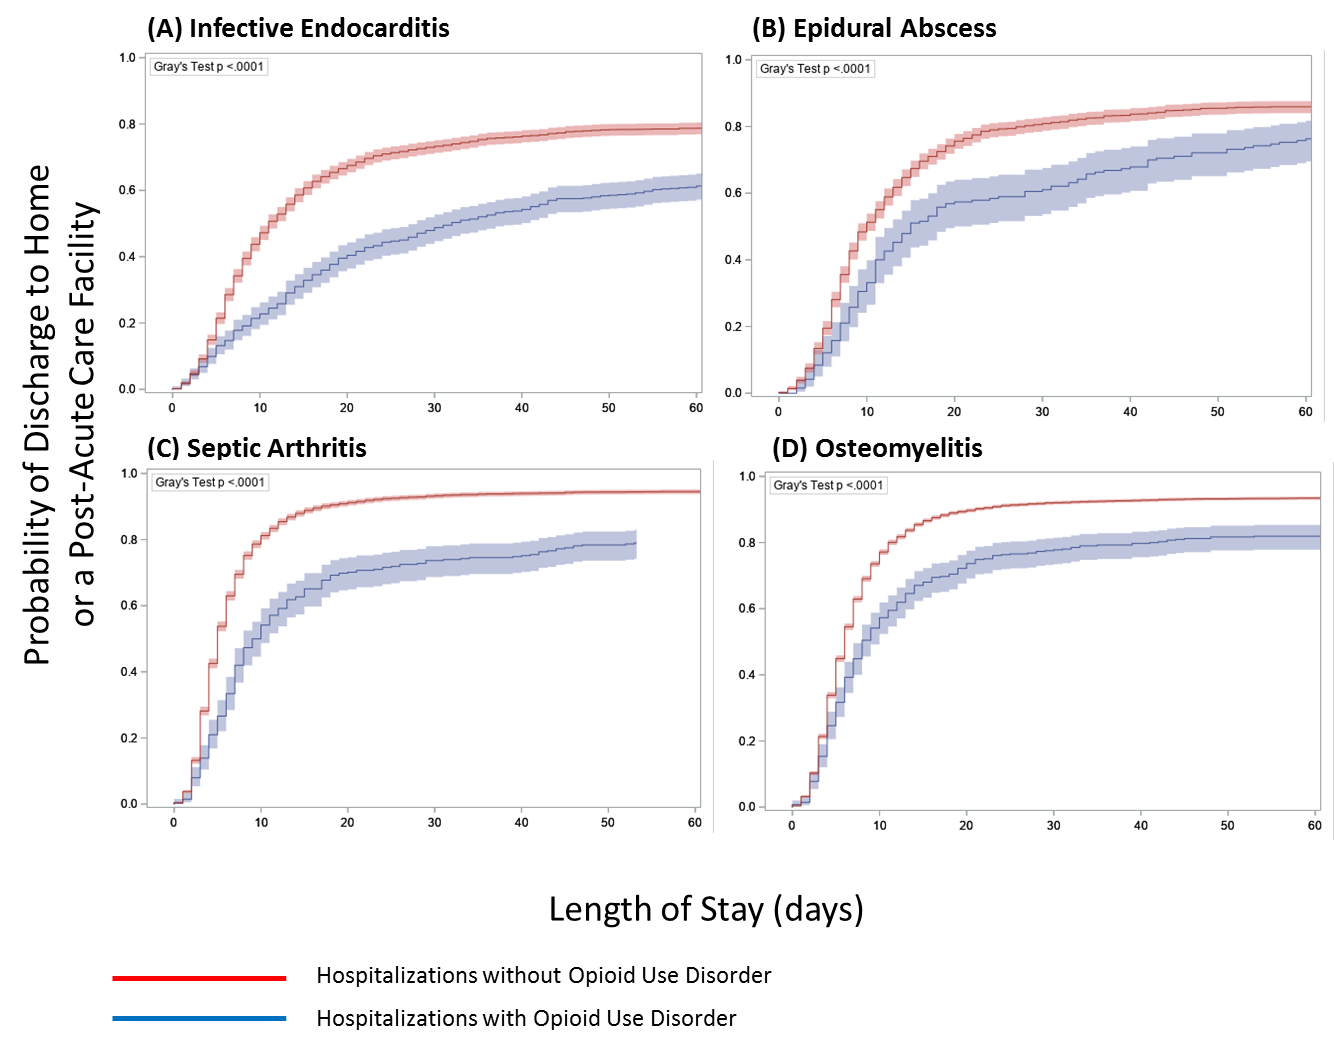 (A) Infective Endocarditis
(B) Epidural Abscess
Probability of Discharge to Home
or a Post-Acute Care Facility
1.0
Gray's Test p <.0001
0.8
0.6
0.4
0.2
0.0
0 10 20 30 40 50 60
1.0
Gray's Test p <.0001
0.8
0.6
0.4
0.2
0.0
0 10 20 30 40 50 60
(C) Septic Arthritis
(D) Osteomyelitis
1.0
Gray's Test p <.0001
0.8
0.6
0.4
0.2
0.0
0 10 20 30 40 50 60
1.0
Gray's Test p <.0001
0.8
0.6
0.4
0.2
0.0
0 10 20 30 40 50 60
Length of Stay (days)
Hospitalizations without Opioid Use Disorder
Hospitalizations with Opioid Use Disorder